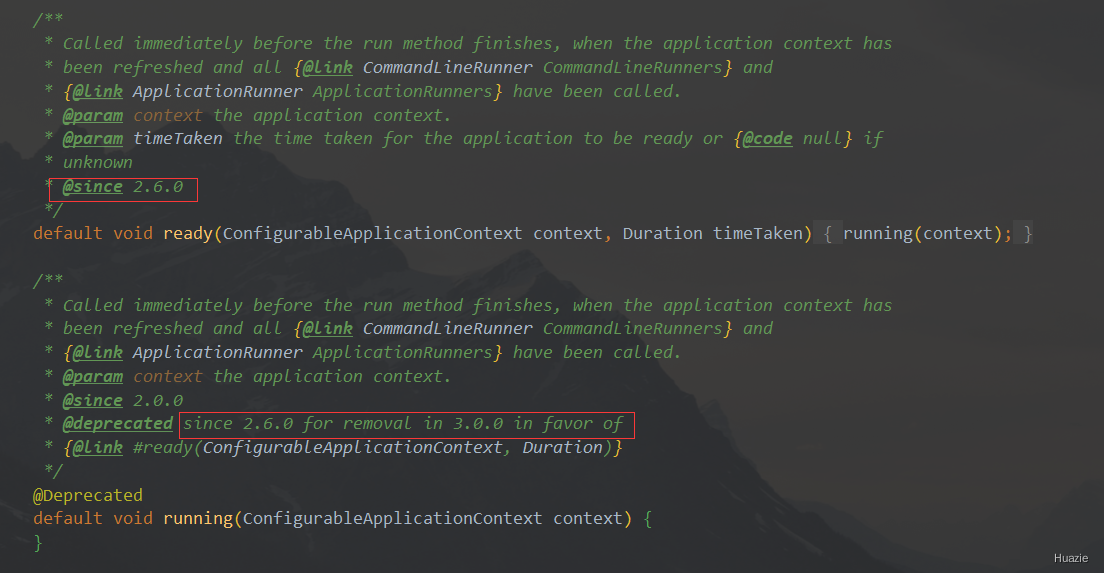 /**
 * Called immediately before the run method finishes, when the application context has
 * been refreshed and all {@link CommandLineRunner CommandLineRunners} and
 * {@link ApplicationRunner ApplicationRunners} have been called.
 * @param context the application context.
 * @param timeTaken the time taken for the application to be ready or {@code null} if
 * unknown
 * @since 2.6.0
 */
default void ready(ConfigurableApplicationContext context, Duration timeTaken) { running(context); }
/**
 * Called immediately before the run method finishes, when the application context has
 * been refreshed and all {@link CommandLineRunner CommandLineRunners} and
 * {@link ApplicationRunner ApplicationRunners} have been called.
 * @param context the application context.
 * @since 2.0.0
 * @deprecated since 2.6.0 for removal in 3.0.0 in favor of
 * {@link #ready(ConfigurableApplicationContext, Duration)}
 */
@Deprecated
default void running(ConfigurableApplicationContext context) {
}
Huazie